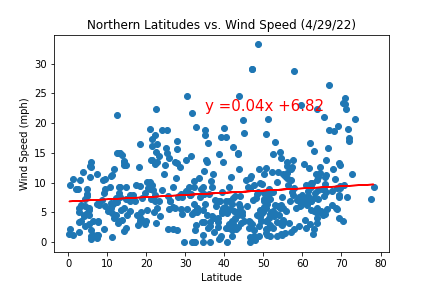 Northern Latitudes vs. Wind Speed (4/29/22)
Wind Speed (mph)
30
25
20
15
10
5
0
y =0.04x +6.82
0 10 20 30 40 50 60 70 80
Latitude